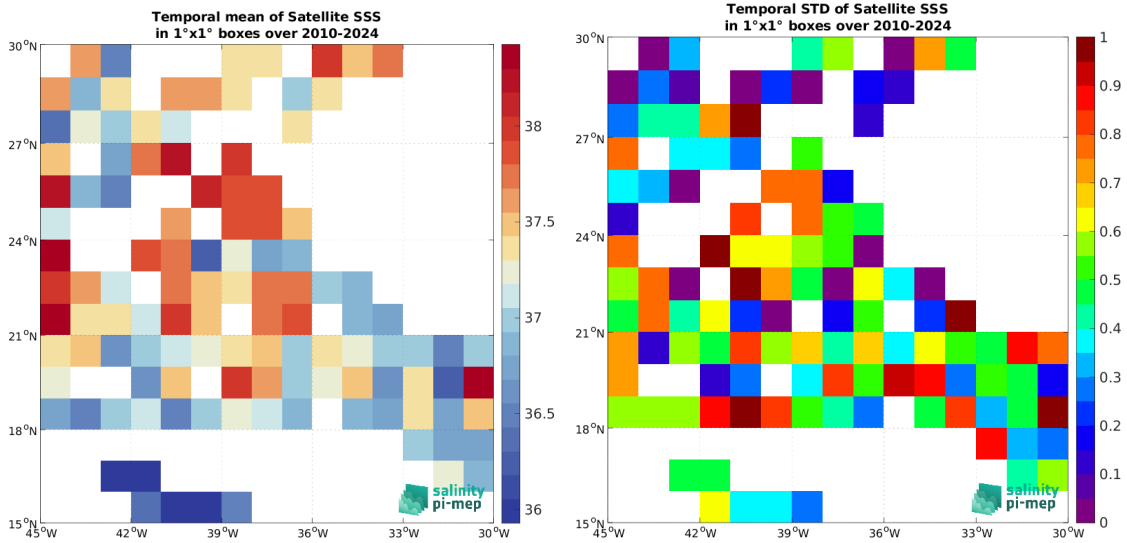 Temporal mean of Satellite SSS
in 1°x1° boxes over 2010-2024
30°N
27°N
24°N
21°N
18°N
15°N
45°W
42°W
39°W
36°W
33°W
30°W
38
37.5
37
36.5
36
salinity
pi-mep
Temporal STD of Satellite SSS
in 1°x1° boxes over 2010-2024
30°N
27°N
24°N
21°N
18°N
15°N
45°W
42°W
39°W
36°W
33°W
30°W
1
0.9
0.8
0.7
0.6
0.5
0.4
0.3
0.2
0.1
0
salinity
pi-mep